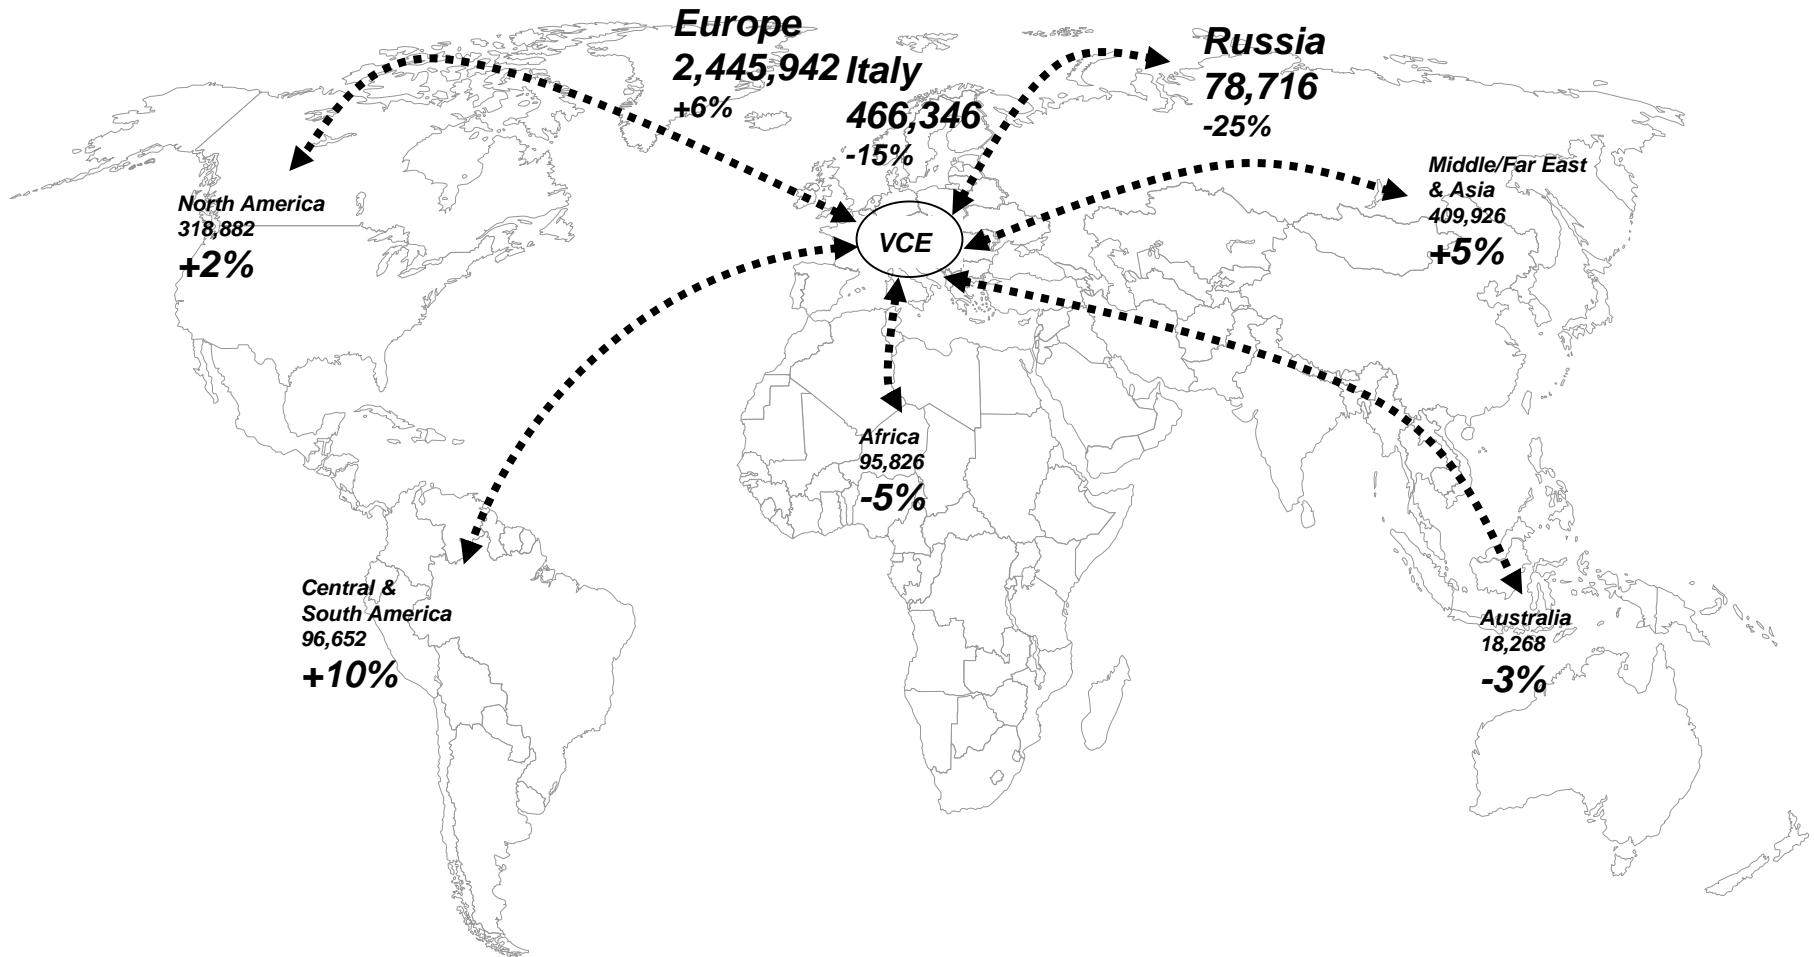 Europe
2,445,942
+6%
Italy
466,346
-15%
Russia
78,716
-25%
Middle/Far East
& Asia
409,926
+5%
North America
318,882
+2%
VCE
Africa
95,826
-5%
Central &
South America
96,652
+10%
Australia
18,268
-3%